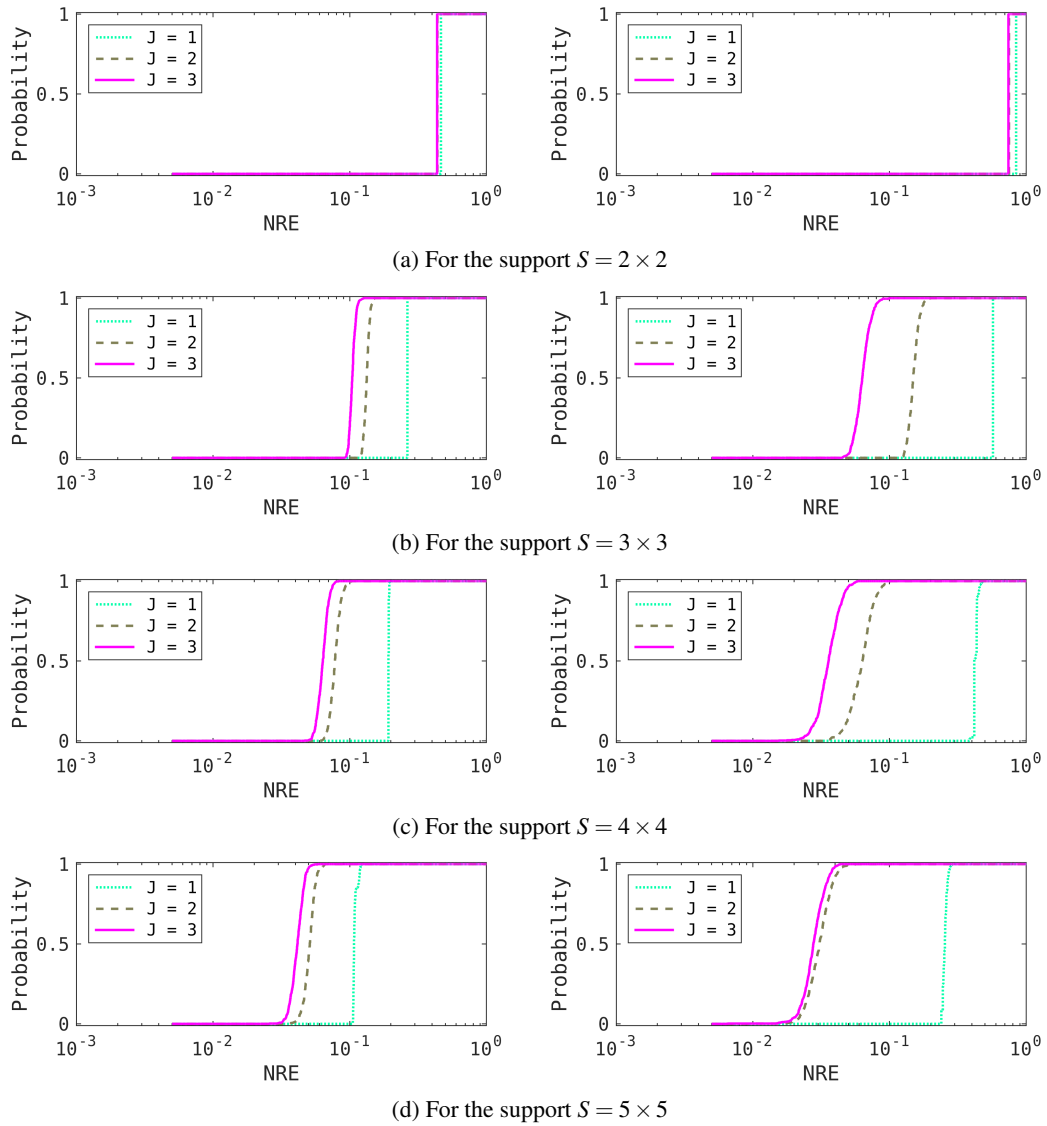 1
0.5
0
Probability
J = 1
J = 2
J = 3
10^-3 10^-2 10^-1 10^0
NRE
1
0.5
0
Probability
J = 1
J = 2
J = 3
10^-3 10^-2 10^-1 10^0
NRE
(a) For the support S = 2 × 2
1
0.5
0
Probability
J = 1
J = 2
J = 3
10^-3 10^-2 10^-1 10^0
NRE
1
0.5
0
Probability
J = 1
J = 2
J = 3
10^-3 10^-2 10^-1 10^0
NRE
(b) For the support S = 3 × 3
1
0.5
0
Probability
J = 1
J = 2
J = 3
10^-3 10^-2 10^-1 10^0
NRE
1
0.5
0
Probability
J = 1
J = 2
J = 3
10^-3 10^-2 10^-1 10^0
NRE
(c) For the support S = 4 × 4
1
0.5
0
Probability
J = 1
J = 2
J = 3
10^-3 10^-2 10^-1 10^0
NRE
1
0.5
0
Probability
J = 1
J = 2
J = 3
10^-3 10^-2 10^-1 10^0
NRE
(d) For the support S = 5 × 5